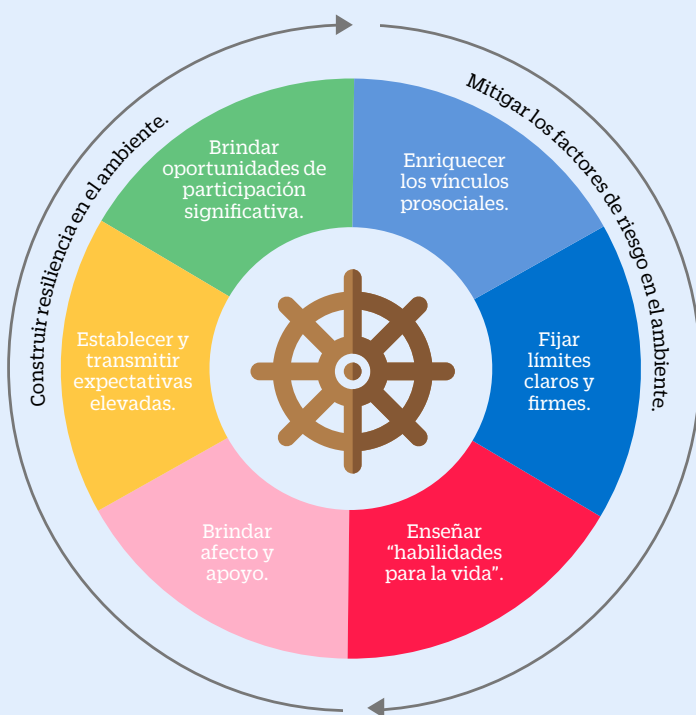 Construir resiliencia en el ambiente.
Mitigar los factores de riesgo en el ambiente.
Brindar
oportunidades de
participación
significativa.
Enriquecer
los vínculos
prosociales.
Establecer y
transmitir
expectativas
elevadas.
Fijar
límites
claros y
firmes.
Brindar
afecto y
apoyo.
Enseñar
“habilidades
para la vida”.